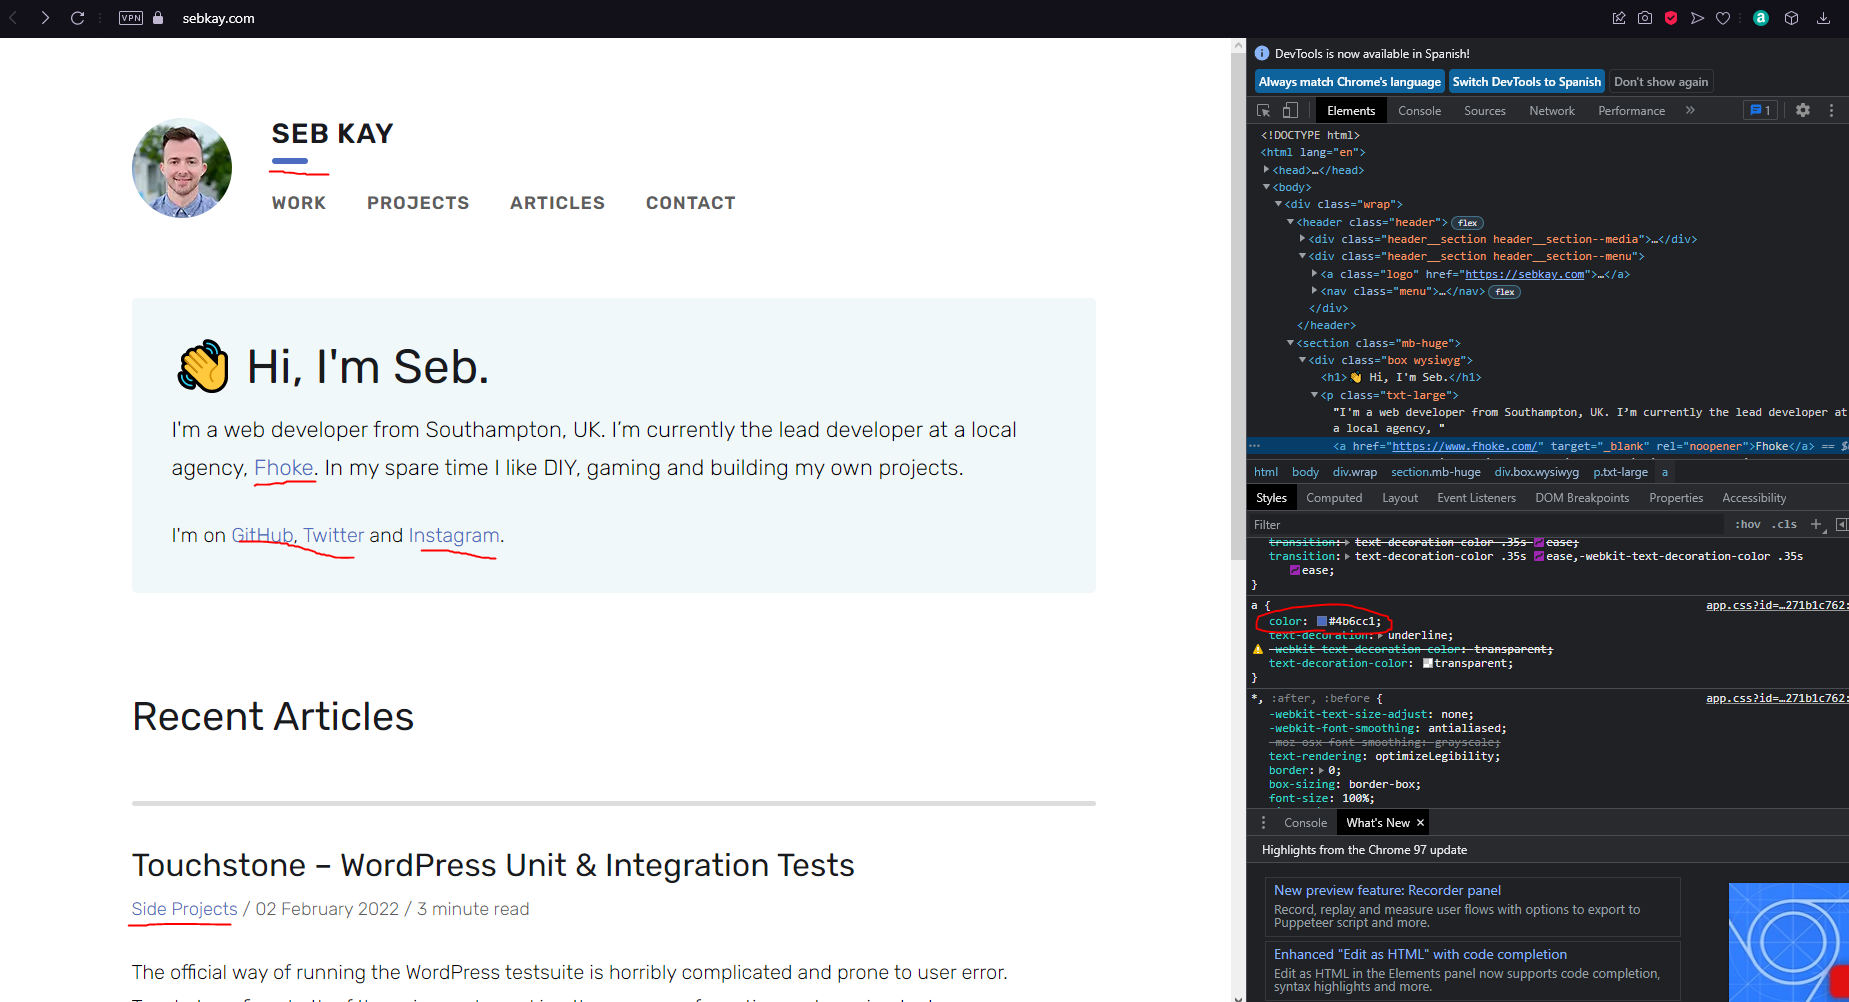 VPN sebkay.com
SEB KAY
WORK PROJECTS ARTICLES CONTACT
👋 Hi, I'm Seb.
I'm a web developer from Southampton, UK. I’m currently the lead developer at a local
agency, Fhoke. In my spare time I like DIY, gaming and building my own projects.
I'm on GitHub, Twitter and Instagram.
Recent Articles
Touchstone – WordPress Unit & Integration Tests
Side Projects / 02 February 2022 / 3 minute read
The official way of running the WordPress testsuite is horribly complicated and prone to user error.
DevTools is now available in Spanish!
Always match Chrome's language Switch DevTools to Spanish Don't show again
Elements Console Sources Network Performance » 1
<!DOCTYPE html>
<html lang="en">
<head>…</head>
<body>
<div class="wrap">
<header class="header"> flex
<div class="header__section header__section--media">…</div>
<div class="header__section header__section--menu">
<a class="logo" href="https://sebkay.com">…</a>
<nav class="menu">…</nav> flex
</div>
</header>
<section class="mb-huge">
<div class="box wysiwyg">
<h1>👋 Hi, I'm Seb.</h1>
<p class="txt-large">
"I'm a web developer from Southampton, UK. I’m currently the lead developer at
a local agency, "
<a href="https://www.fhoke.com/" target="_blank" rel="noopener">Fhoke</a> == $
html body div.wrap section.mb-huge div.box.wysiwyg p.txt-large a
Styles Computed Layout Event Listeners DOM Breakpoints Properties Accessibility
Filter :hov .cls +
transition: text-decoration-color .35s ease;
transition: text-decoration-color .35s ease,-webkit-text-decoration-color .35s
ease;
}
a { app.css?id=…271b1c762:
color: #4b6cc1;
text-decoration: underline;
-webkit-text-decoration-color: transparent;
text-decoration-color: transparent;
}
*, :after, :before { app.css?id=…271b1c762:
-webkit-text-size-adjust: none;
-webkit-font-smoothing: antialiased;
-moz-osx-font-smoothing: grayscale;
text-rendering: optimizeLegibility;
border: 0;
box-sizing: border-box;
font-size: 100%;
Console What's New ×
Highlights from the Chrome 97 update
New preview feature: Recorder panel
Record, replay and measure user flows with options to export to
Puppeteer script and more.
Enhanced "Edit as HTML" with code completion
Edit as HTML in the Elements panel now supports code completion,
syntax highlights and more.